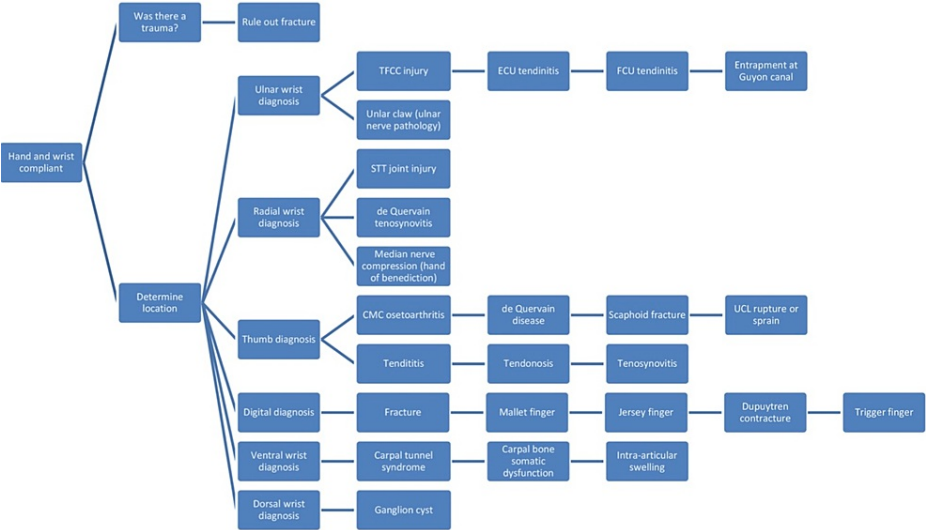 Was there a
trauma?
Rule out fracture
Hand and wrist
compliant
Determine
location
Ulnar wrist
diagnosis
TFCC injury
ECU tendinitis
FCU tendinitis
Entrapment at
Guyon canal
Unlar claw (ulnar
nerve pathology)
Radial wrist
diagnosis
STT joint injury
de Quervain
tenosynovitis
Median nerve
compression (hand
of benediction)
Thumb diagnosis
CMC osetoarthritis
de Quervain
disease
Scaphoid fracture
UCL rupture or
sprain
Tendititis
Tendonosis
Tenosynovitis
Digital diagnosis
Fracture
Mallet finger
Jersey finger
Dupuytren
contracture
Trigger finger
Ventral wrist
diagnosis
Carpal tunnel
syndrome
Carpal bone
somatic
dysfunction
Intra-articular
swelling
Dorsal wrist
diagnosis
Ganglion cyst